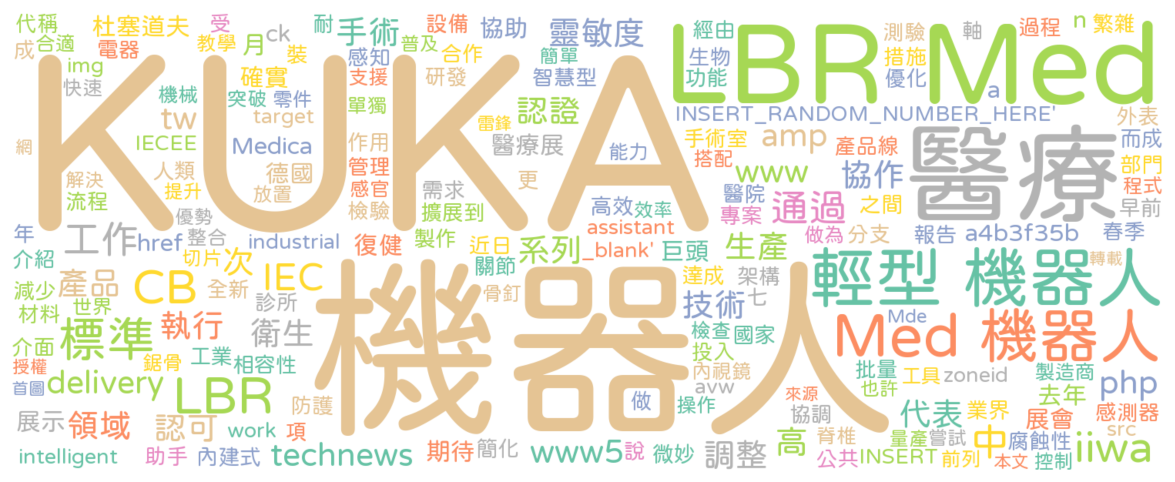 代稱 杜塞道夫 受 ck 耐 手術 設備 協助 靈敏度 LBR Med 經由 測驗 軸 過程 n 繁雜
成 合適 電器 教學 月 裝 感知 普及 合作 簡單 生物 措施
img 確實 支援 研發 智慧型 功能 優化 a
快速 機械 突破 零件 單獨 認證 INSERT_RANDOM_NUMBER_HERE' 外表
KUKA tw target 雷鋒 醫療展 手術室 amp 產品線 醫療 而成
網 IECEE Medica 作用 能力 搭配 www 協作 部門
解決 人類 德國 管理 更 醫院 通過 之間 程式
流程 提升 放置 感官 需求 高效 效率 專案 早前
年 優勢 檢驗 擴展到 assistant 做為 分支 報告 a4b3f35b 春季
工作 href 整合 industrial 復健 製作 近日 系列 _blank' 巨頭 生產 轉載
介紹 切片 次 關節 達成 架構 輕型 機器人
減少 產品 CB 全新 IEC 機器人 骨釘 技術 七
世界 診所 Mde
材料 標準 執行 衛生 檢查 國家 Med 機器人
介面 鋸骨 工業 相容性 投入
授權 內視鏡 批量 製造商
首圖 delivery LBR 防護 avw 來源 也許 工具 zoneid php
做 操作 協調 代表 業界 去年 感測器
展示 領域 認可 work 項 期待 簡化 脊椎 量產 嘗試 展會 src
intelligent 助手 內建式 technews www5 說 微妙 調整 高 公共 INSERT 前列 中 本文 腐蝕性 控制 iiwa